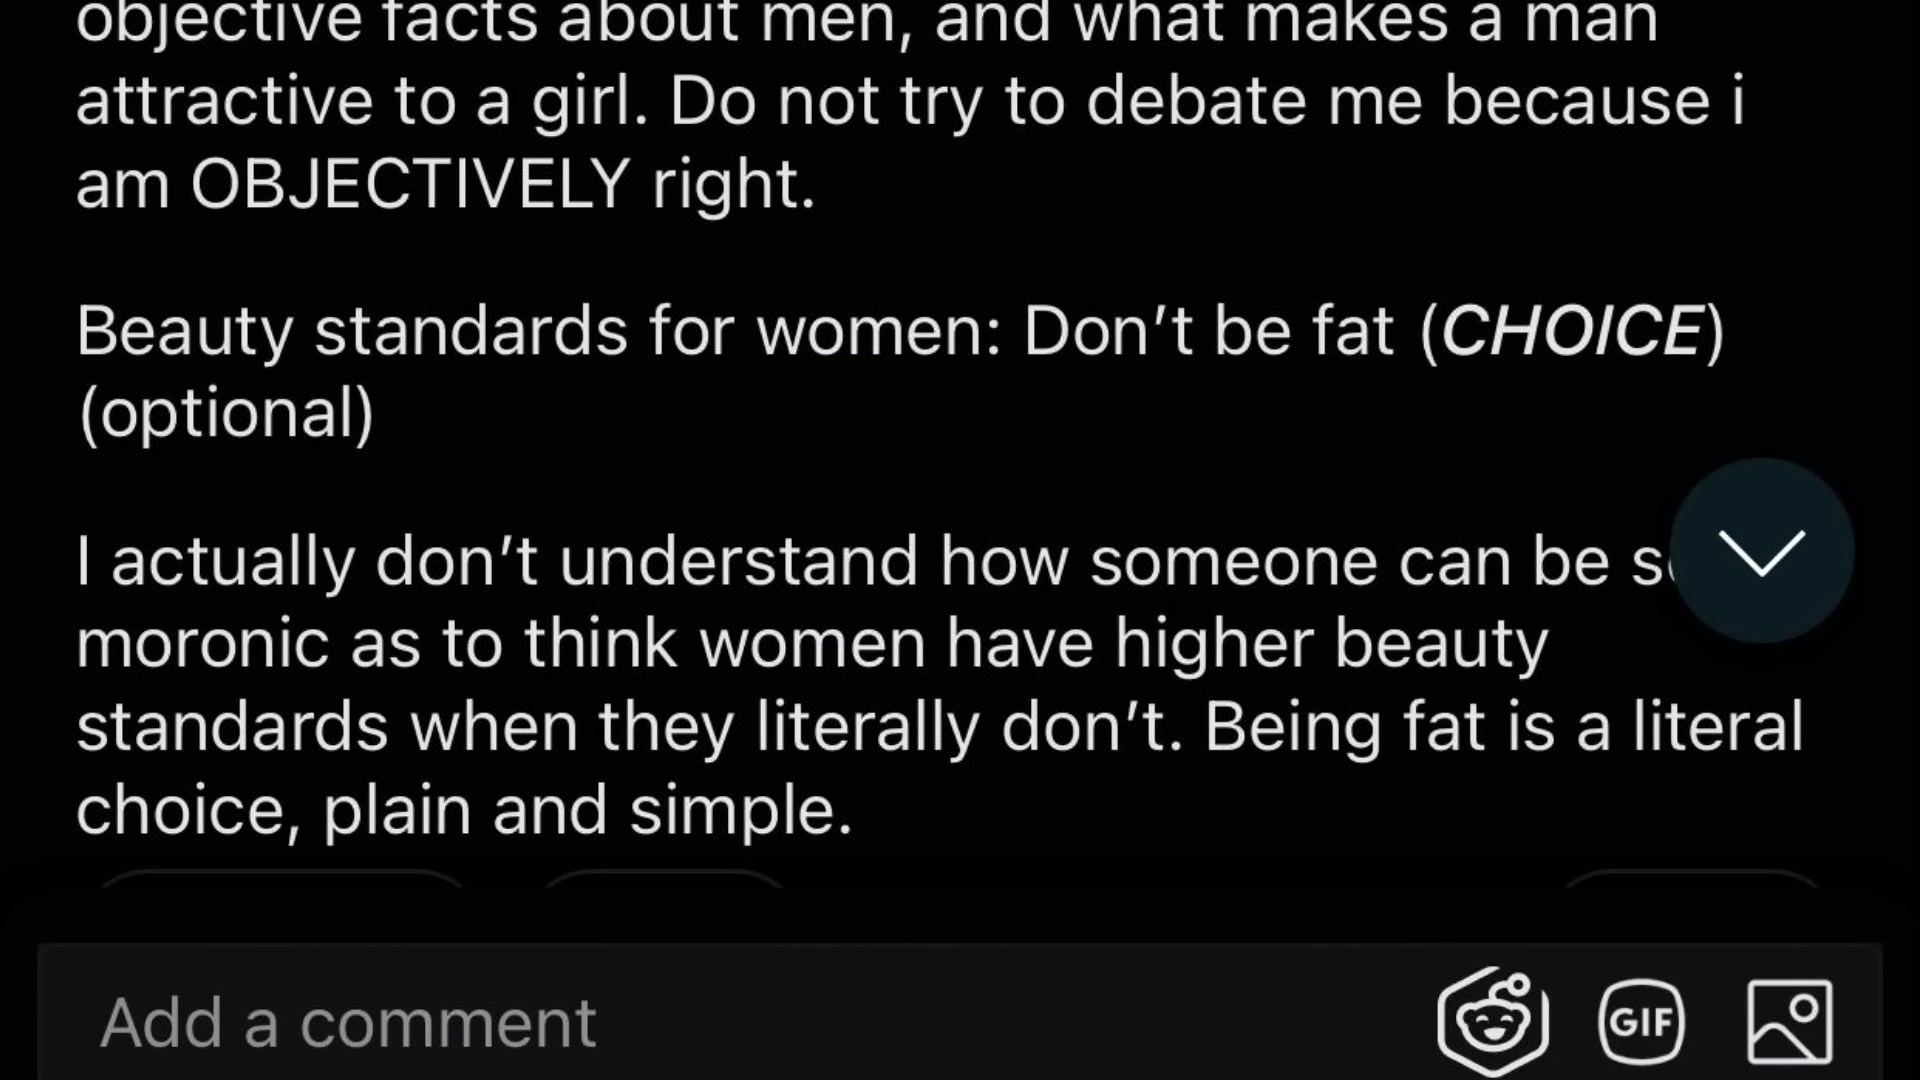 objective facts about men, and what makes a man
attractive to a girl. Do not try to debate me because i
am OBJECTIVELY right.
Beauty standards for women: Don’t be fat (CHOICE)
(optional)
I actually don’t understand how someone can be
moronic as to think women have higher beauty
standards when they literally don’t. Being fat is a literal
choice, plain and simple.
Add a comment
GIF